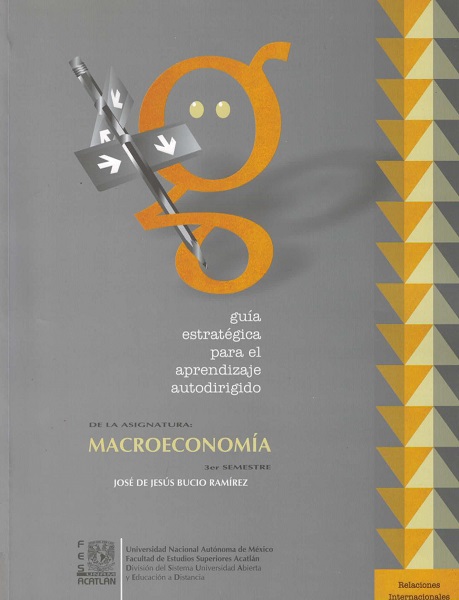 g
guía
estratégica
para el
aprendizaje
autodirigido
DE LA ASIGNATURA:
MACROECONOMÍA
3er SEMESTRE
JOSÉ DE JESÚS BUCIO RAMÍREZ
FES
UNAM
ACATLÁN
Universidad Nacional Autónoma de México
Facultad de Estudios Superiores Acatlán
División del Sistema Universidad Abierta
y Educación a Distancia
Relaciones
Internacionales